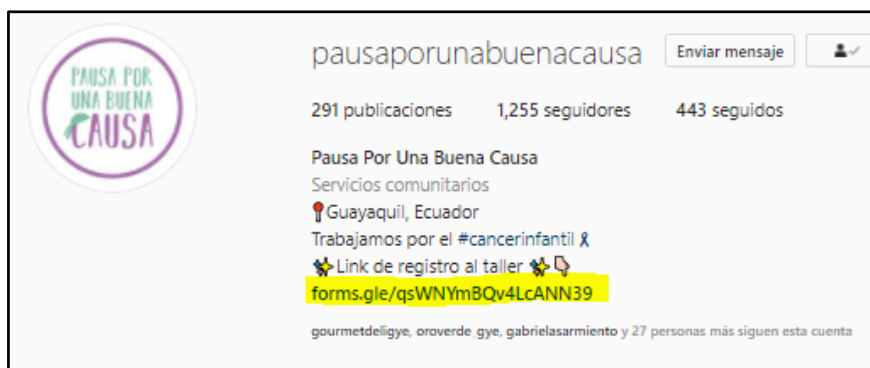 PAUSA POR
UNA BUENA
CAUSA
pausaporunabuenacausa
Enviar mensaje
291 publicaciones 1,255 seguidores 443 seguidos
Pausa Por Una Buena Causa
Servicios comunitarios
📍Guayaquil, Ecuador
Trabajamos por el #cancerinfantil🎗
✨Link de registro al taller ✨👇🏻
forms.gle/qsWNYmBQv4LcANN39
gourmetdeligye, oroverde_gye, gabrielasarmiento y 27 personas más siguen esta cuenta